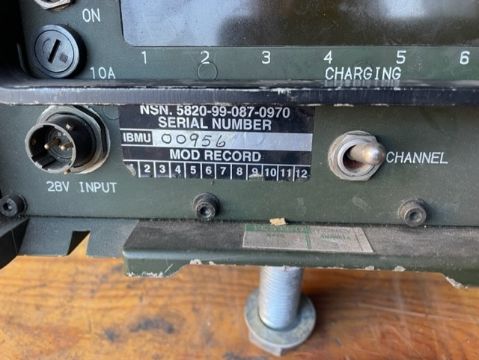 ON
10A
1 2 3 4 5 6
CHARGING
NSN. 5820-99-087-0970
SERIAL NUMBER
IBMU 00956
MOD RECORD
1 2 3 4 5 6 7 8 9 10 11 12
CHANNEL
28V INPUT